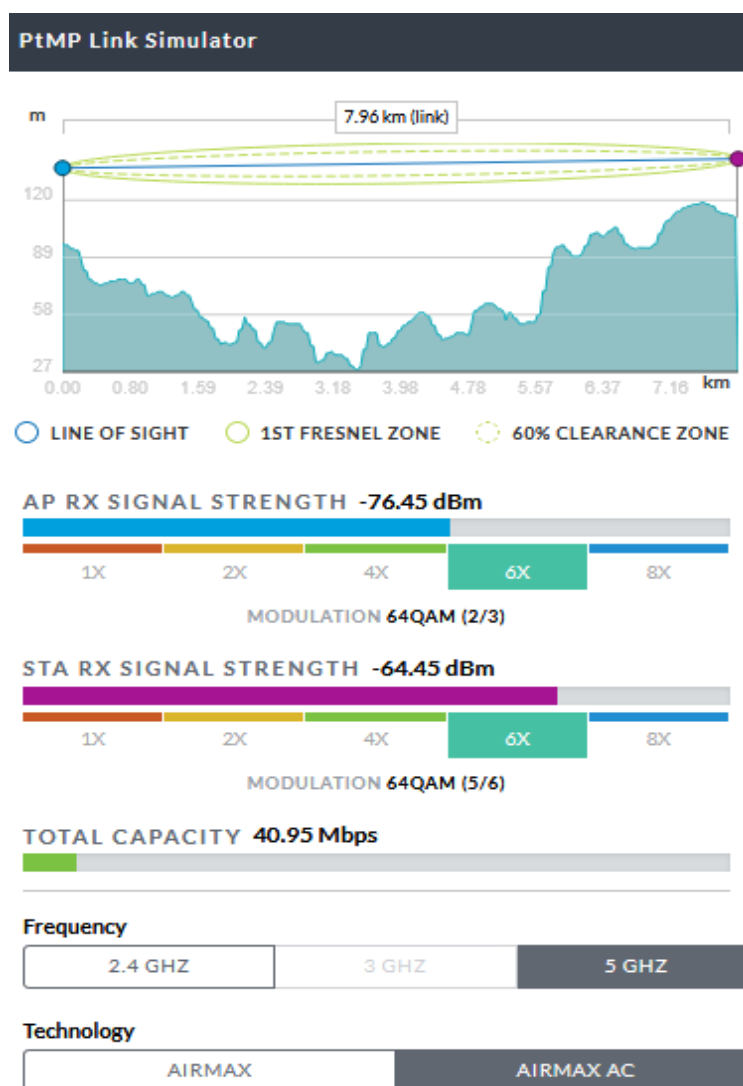 PtMP Link Simulator
m
7.96 km (link)
120
89
58
27
0.00 0.80 1.59 2.39 3.18 3.98 4.78 5.57 6.37 7.16 km
LINE OF SIGHT 1ST FRESNEL ZONE 60% CLEARANCE ZONE
AP RX SIGNAL STRENGTH -76.45 dBm
1X 2X 4X 6X 8X
MODULATION 64QAM (2/3)
STA RX SIGNAL STRENGTH -64.45 dBm
1X 2X 4X 6X 8X
MODULATION 64QAM (5/6)
TOTAL CAPACITY 40.95 Mbps
Frequency
2.4 GHZ 3 GHZ 5 GHZ
Technology
AIRMAX AIRMAX AC